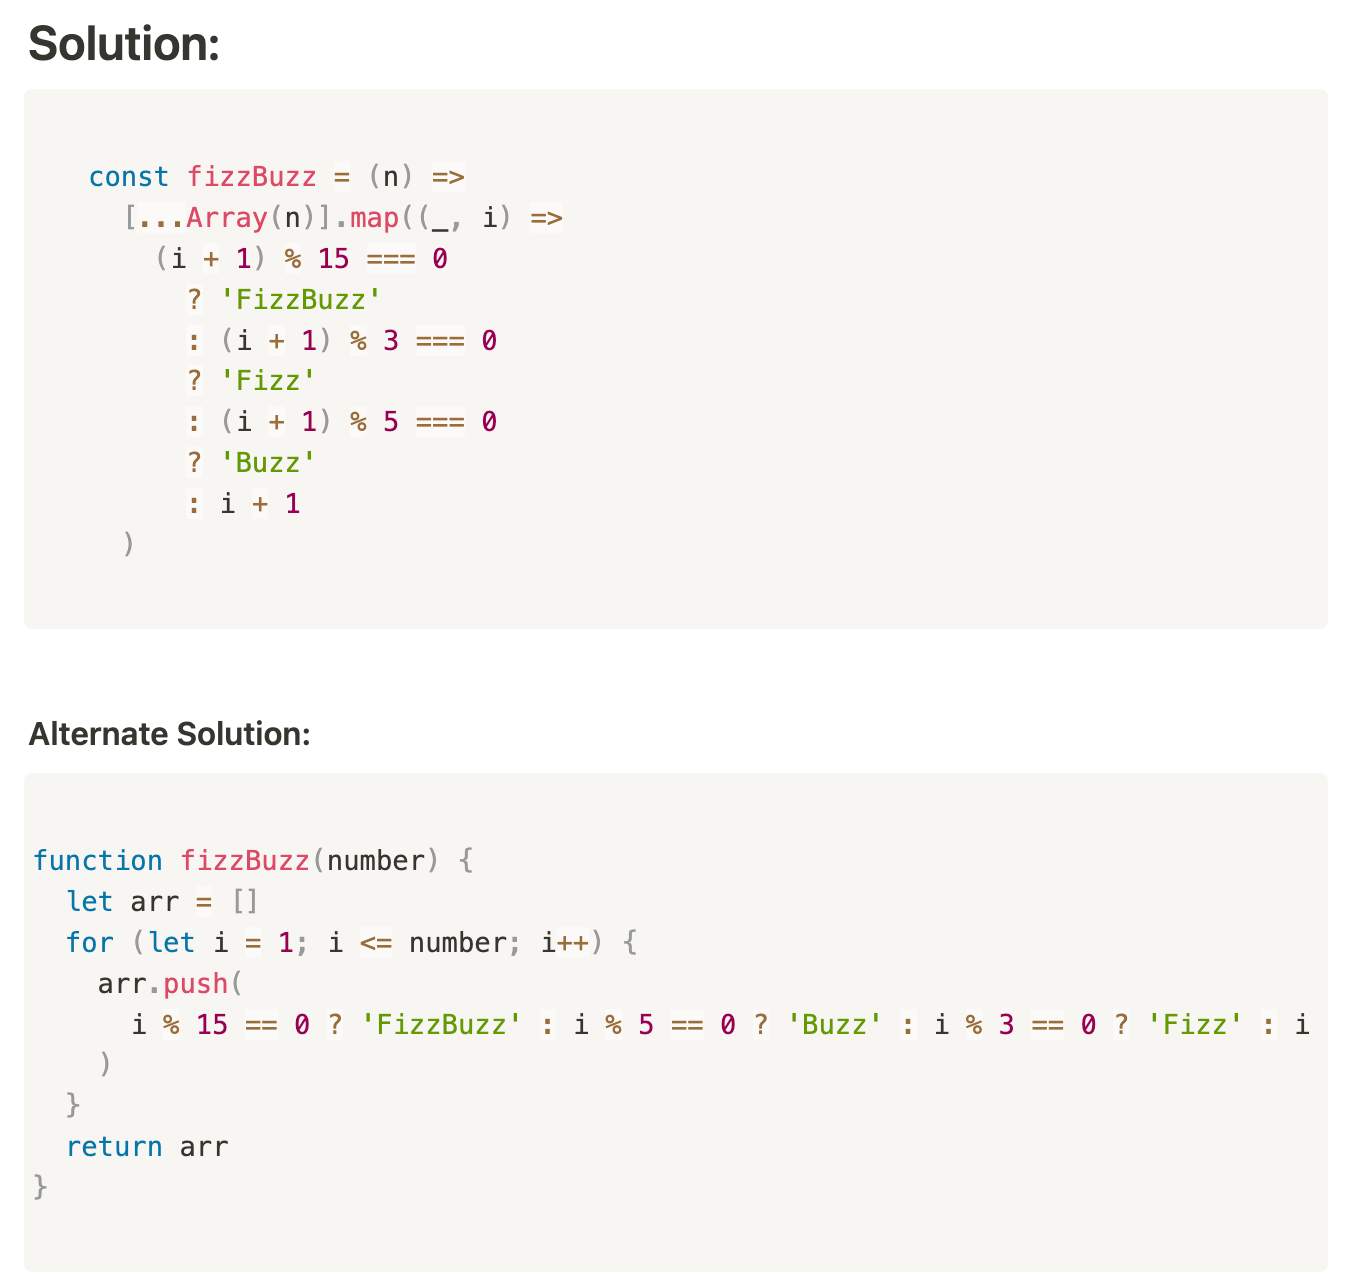 Solution:
const fizzBuzz = (n) =>
  [...Array(n)].map((_, i) =>
    (i + 1) % 15 === 0
      ? 'FizzBuzz'
      : (i + 1) % 3 === 0
      ? 'Fizz'
      : (i + 1) % 5 === 0
      ? 'Buzz'
      : i + 1
  )
Alternate Solution:
function fizzBuzz(number) {
  let arr = []
  for (let i = 1; i <= number; i++) {
    arr.push(
      i % 15 == 0 ? 'FizzBuzz' : i % 5 == 0 ? 'Buzz' : i % 3 == 0 ? 'Fizz' : i
    )
  }
  return arr
}